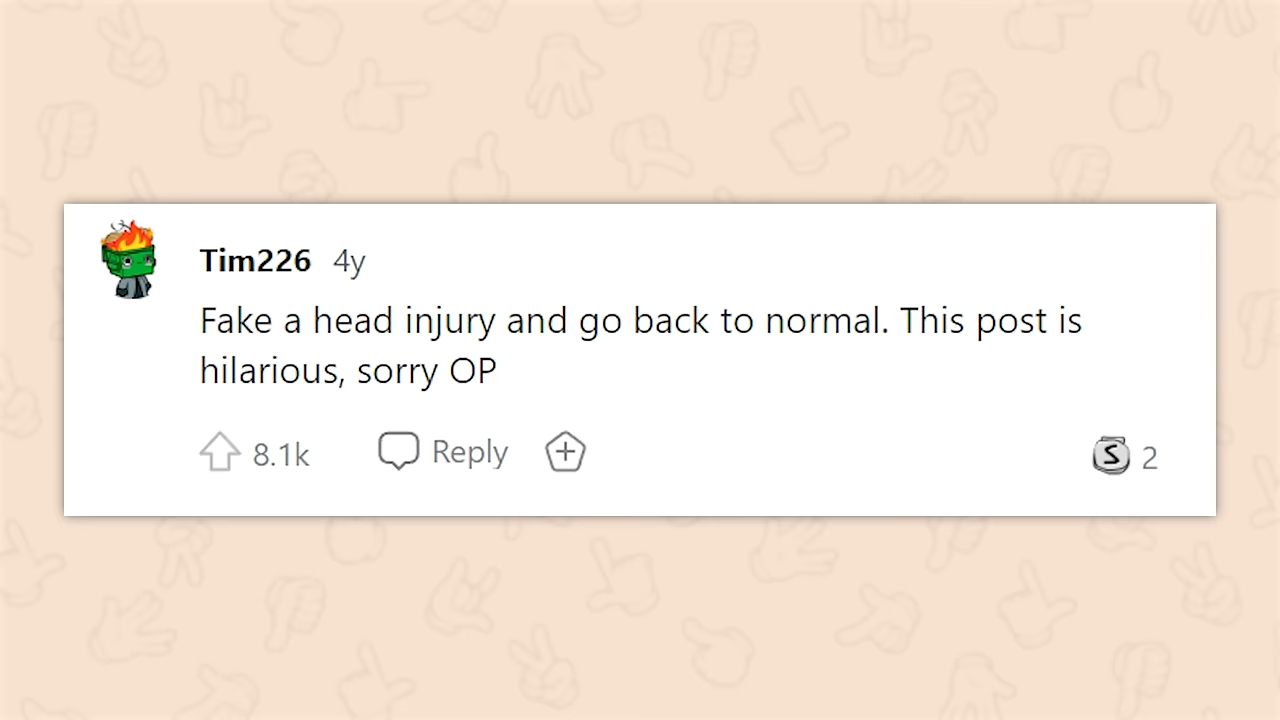 Tim226 4y
Fake a head injury and go back to normal. This post is
hilarious, sorry OP
8.1k Reply S 2